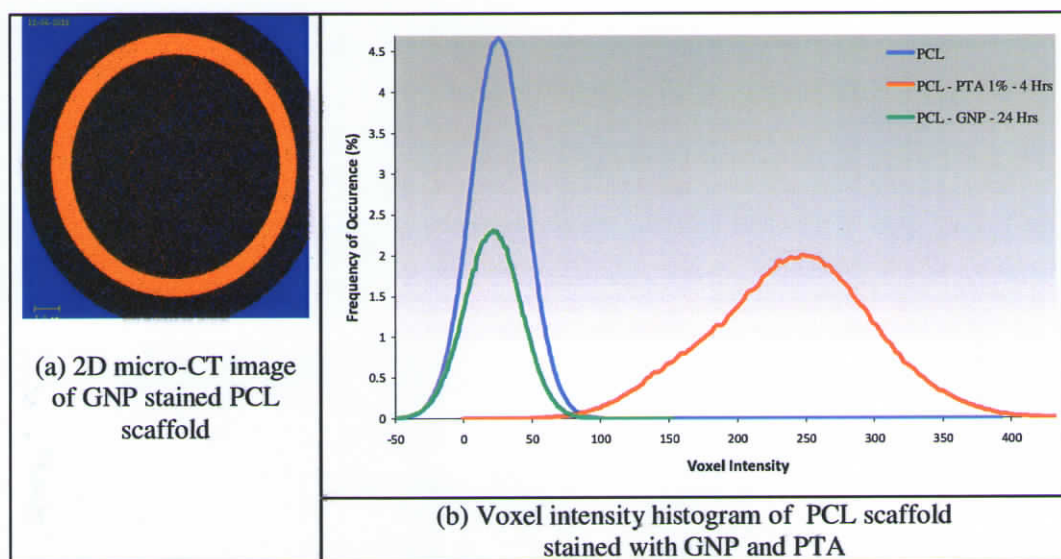 (a) 2D micro-CT image
of GNP stained PCL
scaffold
4.5
4
3.5
3
2.5
2
1.5
1
0.5
0
Frequency of Occurence (%)
PCL
PCL - PTA 1% - 4 Hrs
PCL - GNP - 24 Hrs
-50 0 50 100 150 200 250 300 350 400
Voxel Intensity
(b) Voxel intensity histogram of PCL scaffold
stained with GNP and PTA